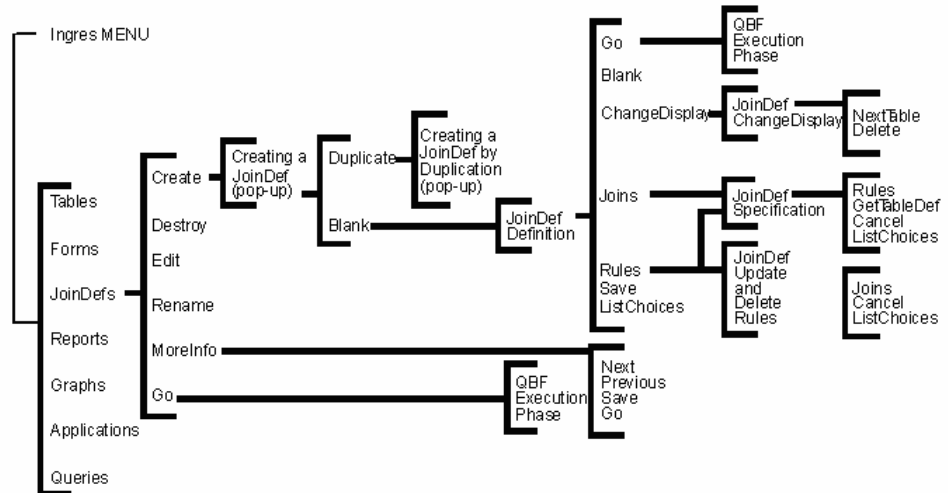 Ingres MENU
Tables
Forms
JoinDefs
Reports
Graphs
Applications
Queries
Create
Destroy
Edit
Rename
MoreInfo
Go
Creating a
JoinDef
(pop-up)
Duplicate
Blank
Creating a
JoinDef by
Duplication
(pop-up)
JoinDef
Definition
QBF
Execution
Phase
Go
Blank
ChangeDisplay
Joins
Rules
Save
ListChoices
Next
Previous
Save
Go
QBF
Execution
Phase
JoinDef
ChangeDisplay
JoinDef
Specification
JoinDef
Update
and
Delete
Rules
NextTable
Delete
Rules
GetTableDef
Cancel
ListChoices
Joins
Cancel
ListChoices